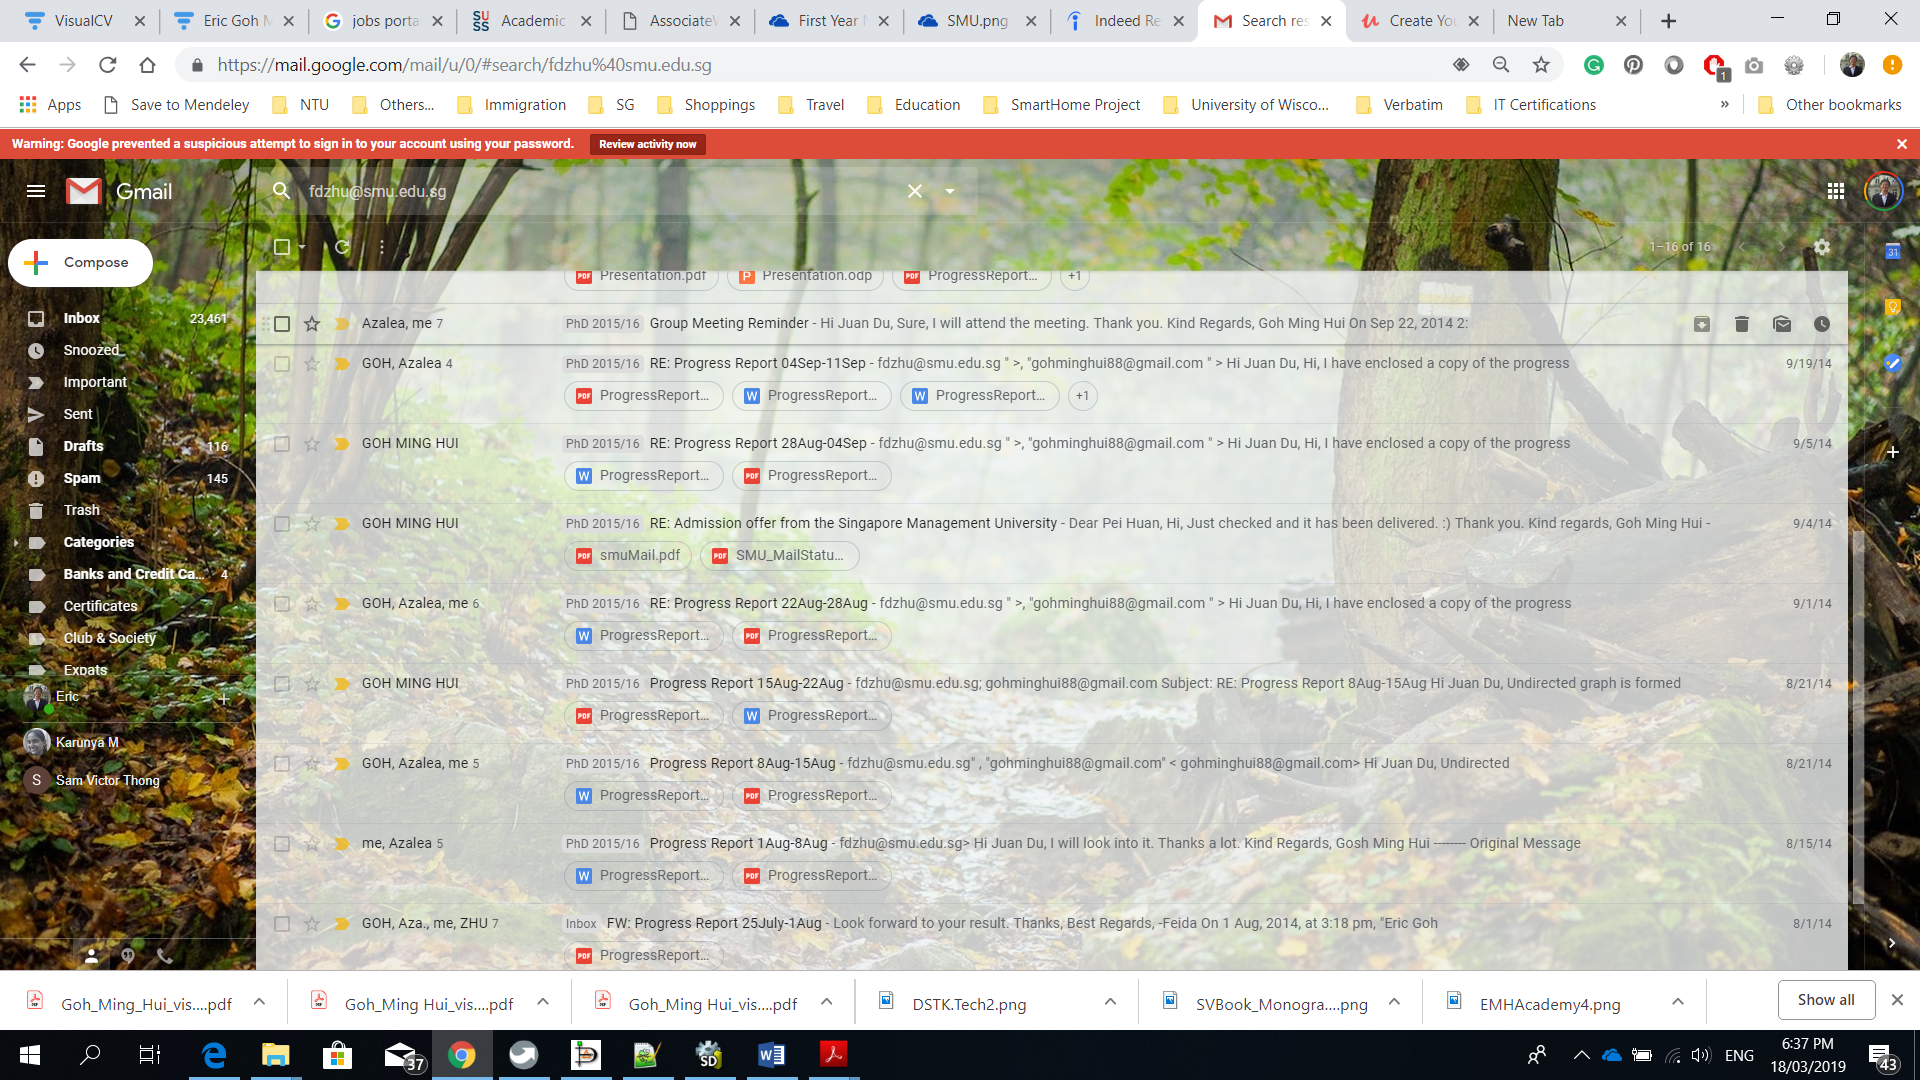 VisualCV
Eric Goh M
jobs porta
Academic
AssociateV
First Year
SMU.png
Indeed Re
Search res
Create You
New Tab
https://mail.google.com/mail/u/0/#search/fdzhu%40smu.edu.sg
1
Apps
Save to Mendeley
NTU
Others...
Immigration
SG
Shoppings
Travel
Education
SmartHome Project
University of Wisco...
Verbatim
IT Certifications
»
Other bookmarks
Warning: Google prevented a suspicious attempt to sign in to your account using your password.
Review activity now
Gmail
fdzhu@smu.edu.sg
Compose
1–16 of 16
31
Inbox 23,461
Snoozed
Important
Sent
Drafts 116
Spam 145
Trash
Categories
Banks and Credit Ca... 4
Certificates
Club & Society
Expats
Eric
Karunya M
S Sam Victor Thong
PDF Presentation.pdf P Presentation.odp PDF ProgressReport... +1
Azalea, me 7 PhD 2015/16 Group Meeting Reminder - Hi Juan Du, Sure, I will attend the meeting. Thank you. Kind Regards, Goh Ming Hui On Sep 22, 2014 2:
GOH, Azalea 4 PhD 2015/16 RE: Progress Report 04Sep-11Sep - fdzhu@smu.edu.sg " >, "gohminghui88@gmail.com " > Hi Juan Du, Hi, I have enclosed a copy of the progress 9/19/14
PDF ProgressReport... W ProgressReport... W ProgressReport... +1
GOH MING HUI PhD 2015/16 RE: Progress Report 28Aug-04Sep - fdzhu@smu.edu.sg " >, "gohminghui88@gmail.com " > Hi Juan Du, Hi, I have enclosed a copy of the progress 9/5/14
W ProgressReport... PDF ProgressReport...
GOH MING HUI PhD 2015/16 RE: Admission offer from the Singapore Management University - Dear Pei Huan, Hi, Just checked and it has been delivered. :) Thank you. Kind regards, Goh Ming Hui - 9/4/14
PDF smuMail.pdf PDF SMU_MailStatu...
GOH, Azalea, me 6 PhD 2015/16 RE: Progress Report 22Aug-28Aug - fdzhu@smu.edu.sg " >, "gohminghui88@gmail.com " > Hi Juan Du, Hi, I have enclosed a copy of the progress 9/1/14
W ProgressReport... PDF ProgressReport...
GOH MING HUI PhD 2015/16 Progress Report 15Aug-22Aug - fdzhu@smu.edu.sg; gohminghui88@gmail.com Subject: RE: Progress Report 8Aug-15Aug Hi Juan Du, Undirected graph is formed 8/21/14
PDF ProgressReport... W ProgressReport...
GOH, Azalea, me 5 PhD 2015/16 Progress Report 8Aug-15Aug - fdzhu@smu.edu.sg" , "gohminghui88@gmail.com" < gohminghui88@gmail.com> Hi Juan Du, Undirected 8/21/14
W ProgressReport... PDF ProgressReport...
me, Azalea 5 PhD 2015/16 Progress Report 1Aug-8Aug - fdzhu@smu.edu.sg> Hi Juan Du, I will look into it. Thanks a lot. Kind Regards, Gosh Ming Hui -------- Original Message 8/15/14
W ProgressReport... PDF ProgressReport...
GOH, Aza., me, ZHU 7 Inbox FW: Progress Report 25July-1Aug - Look forward to your result. Thanks, Best Regards, -Feida On 1 Aug, 2014, at 3:18 pm, "Eric Goh 8/1/14
PDF ProgressReport...
Goh_Ming_Hui_vis....pdf
Goh_Ming Hui_vis....pdf
Goh_Ming Hui_vis....pdf
DSTK.Tech2.png
SVBook_Monogra....png
EMHAcademy4.png
Show all
37
SD
W
ENG
6:37 PM
18/03/2019
43